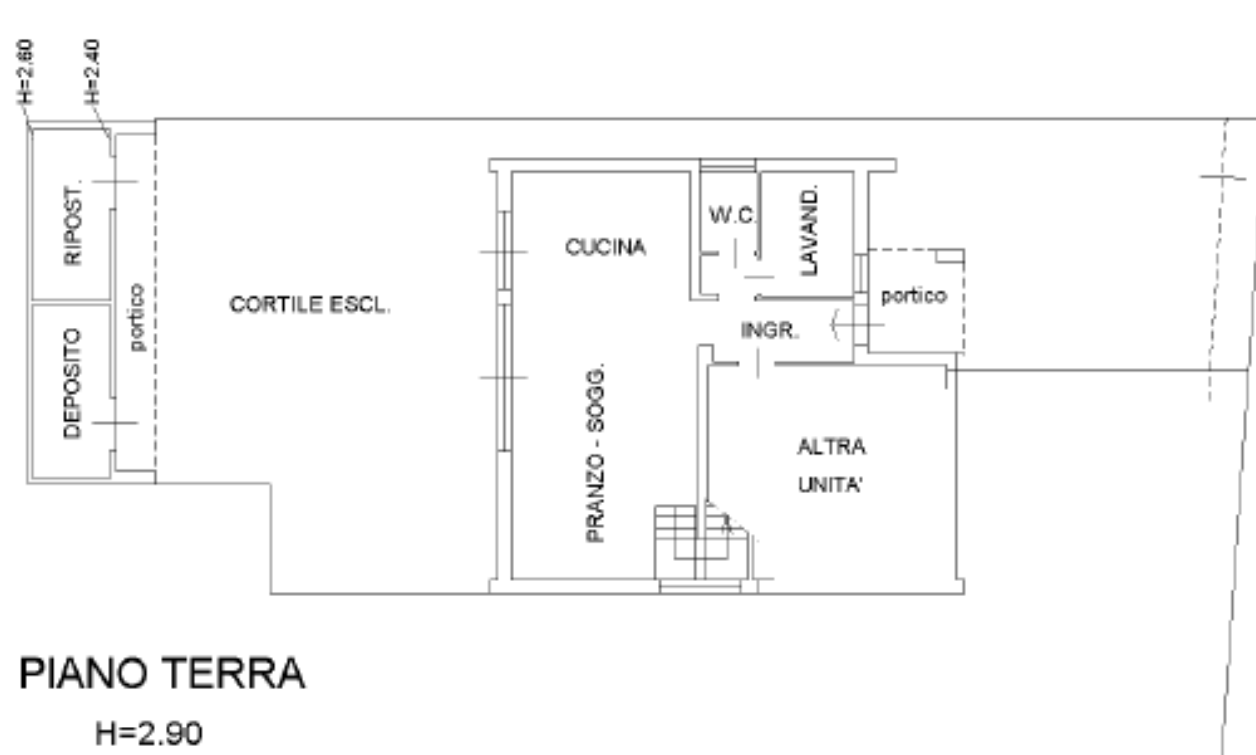 H=2.60
H=2.40
RIPOST.
DEPOSITO
portico
CORTILE ESCL.
CUCINA
PRANZO - SOGG.
W.C.
LAVAND.
INGR.
portico
ALTRA
UNITA'
PIANO TERRA
H=2.90